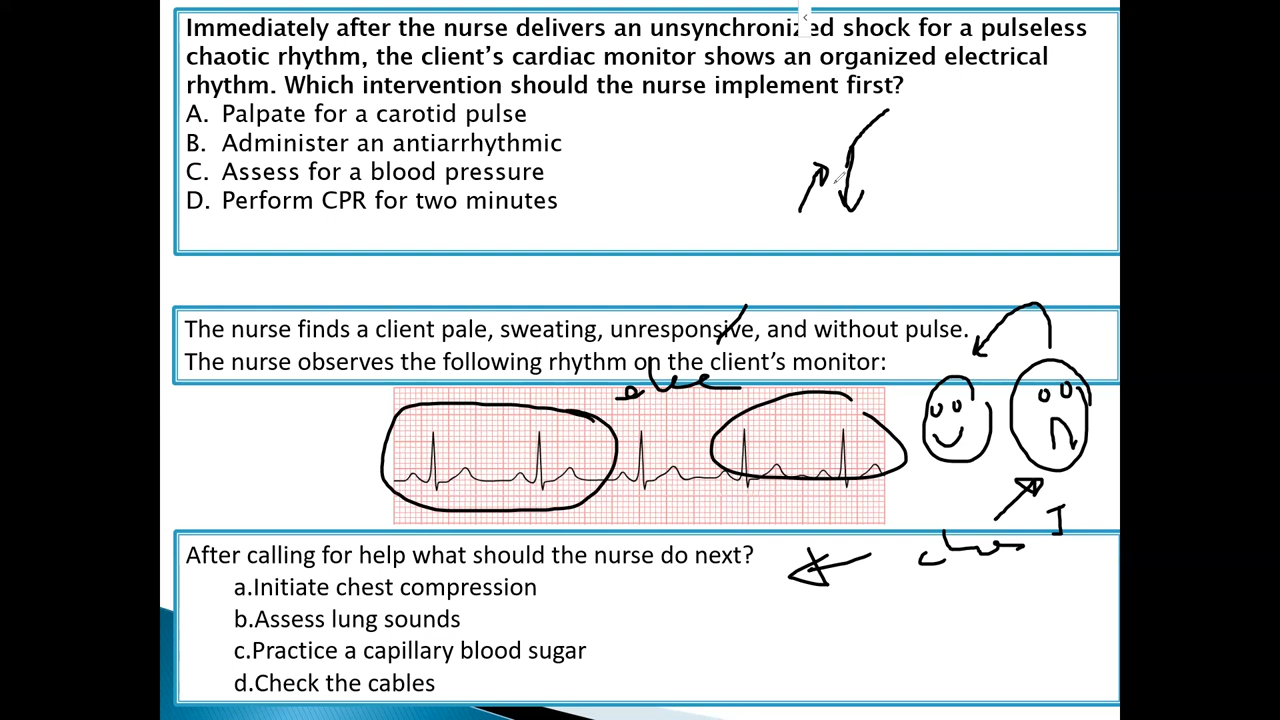 Immediately after the nurse delivers an unsynchronized shock for a pulseless
chaotic rhythm, the client’s cardiac monitor shows an organized electrical
rhythm. Which intervention should the nurse implement first?
A. Palpate for a carotid pulse
B. Administer an antiarrhythmic
C. Assess for a blood pressure
D. Perform CPR for two minutes
The nurse finds a client pale, sweating, unresponsive, and without pulse.
The nurse observes the following rhythm on the client’s monitor:
After calling for help what should the nurse do next?
a.Initiate chest compression
b.Assess lung sounds
c.Practice a capillary blood sugar
d.Check the cables